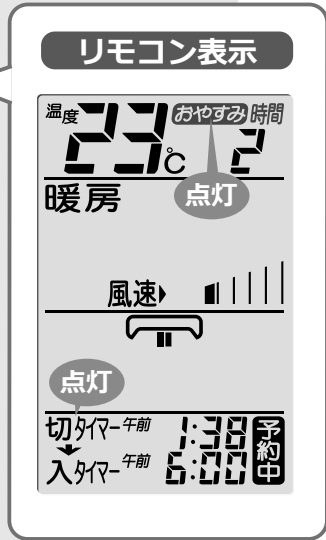 リモコン表示
温度 23℃ おやすみ 時間 2
点灯
暖房
風速
点灯
切タイマー 午前 1:38 予約中
入タイマー 午前 6:00